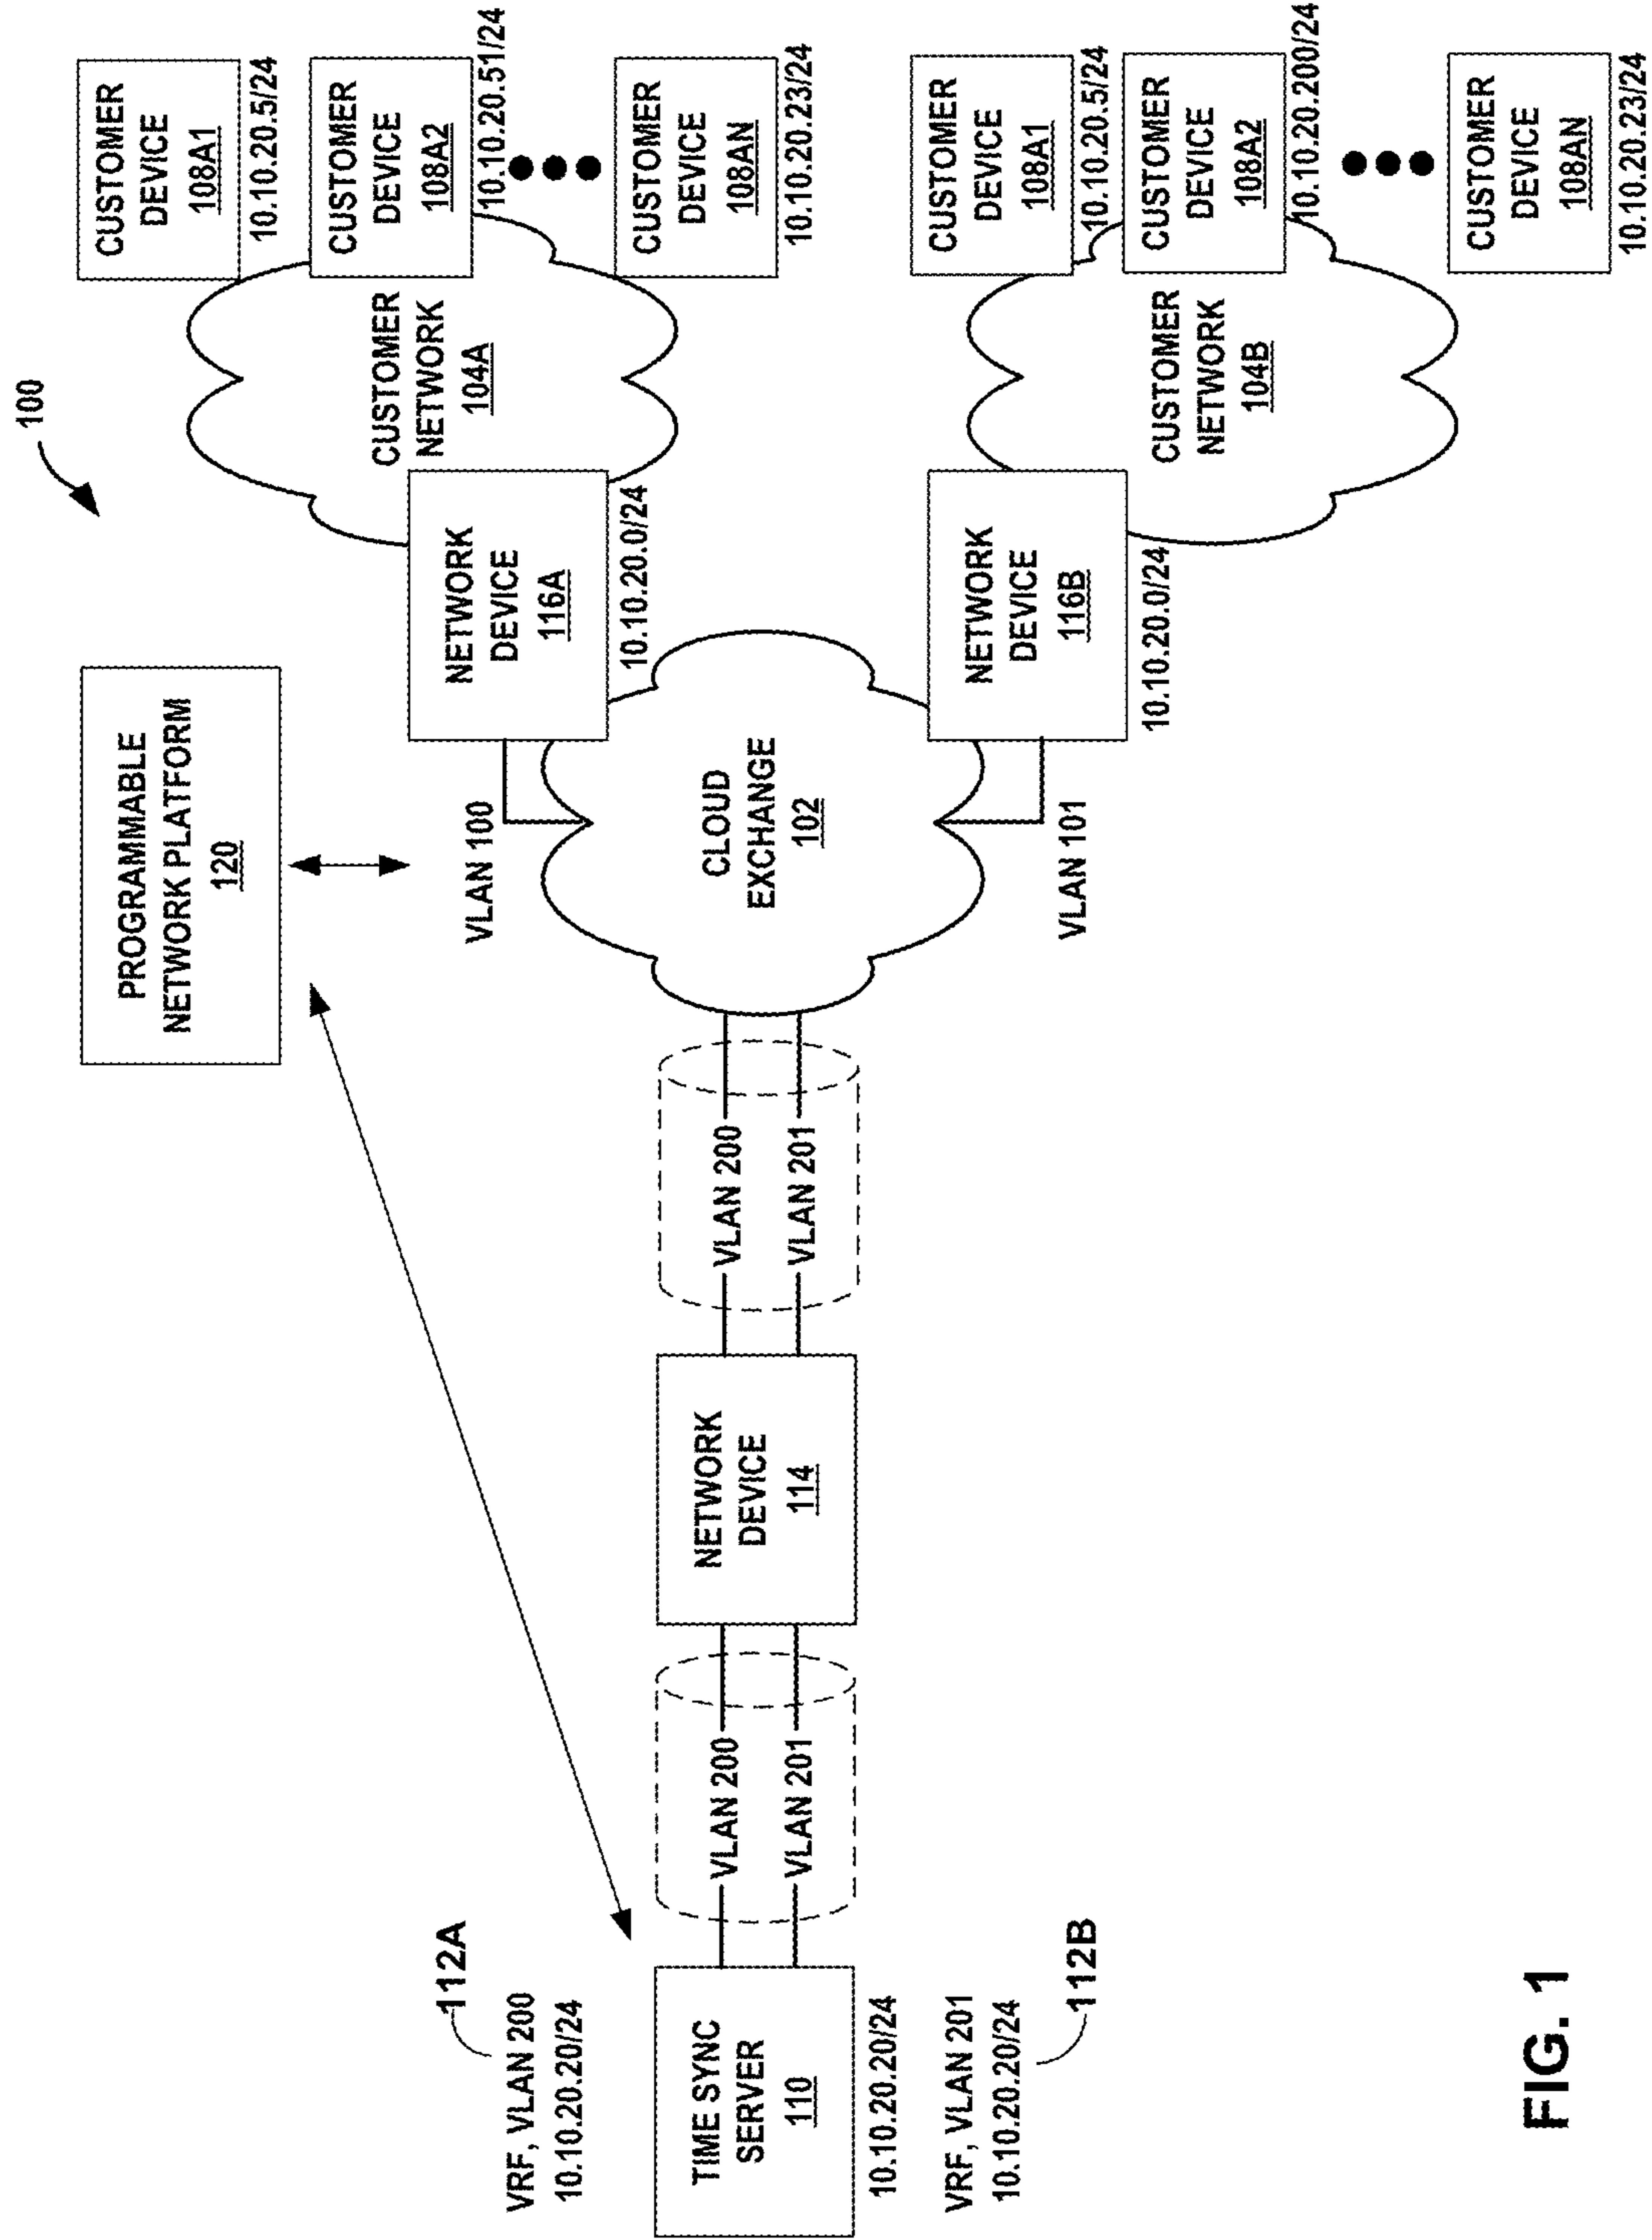 100
PROGRAMMABLE
NETWORK PLATFORM
120
CUSTOMER
DEVICE
108A1
10.10.20.5/24
CUSTOMER
DEVICE
108A2
10.10.20.51/24
CUSTOMER
DEVICE
108AN
10.10.20.23/24
CUSTOMER
NETWORK
104A
NETWORK
DEVICE
116A
10.10.20.0/24
VLAN 100
112A
VRF, VLAN 200
10.10.20.20/24
TIME SYNC
SERVER
110
10.10.20.20/24
VRF, VLAN 201
10.10.20.20/24
112B
VLAN 200
VLAN 201
NETWORK
DEVICE
114
VLAN 200
VLAN 201
CLOUD
EXCHANGE
102
VLAN 101
NETWORK
DEVICE
116B
10.10.20.0/24
CUSTOMER
NETWORK
104B
CUSTOMER
DEVICE
108A1
10.10.20.5/24
CUSTOMER
DEVICE
108A2
10.10.20.200/24
CUSTOMER
DEVICE
108AN
10.10.20.23/24
FIG. 1